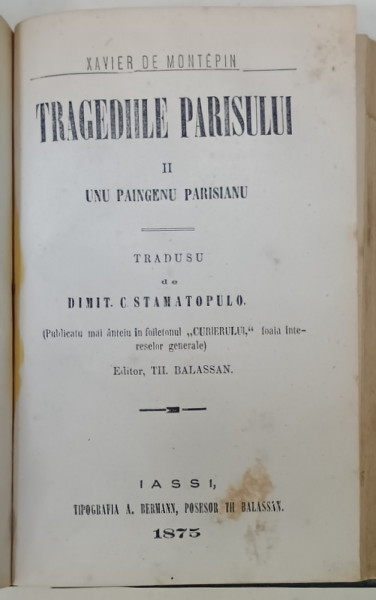 XAVIER DE MONTÉPIN
TRAGEDIILE PARISULUI
II
UNU PAINGENU PARISIANU
TRADUSU
de
DIMIT. C STAMATOPULO.
(Publicatu mai ânteiu în foiletonul „CURIERULUI,“ foaia inte-
reselor generale)
Editor, TH. BALASSAN.
IASSI,
TIPOGRAFIA A. BERMANN, POSESOR TH BALASSAN.
1875